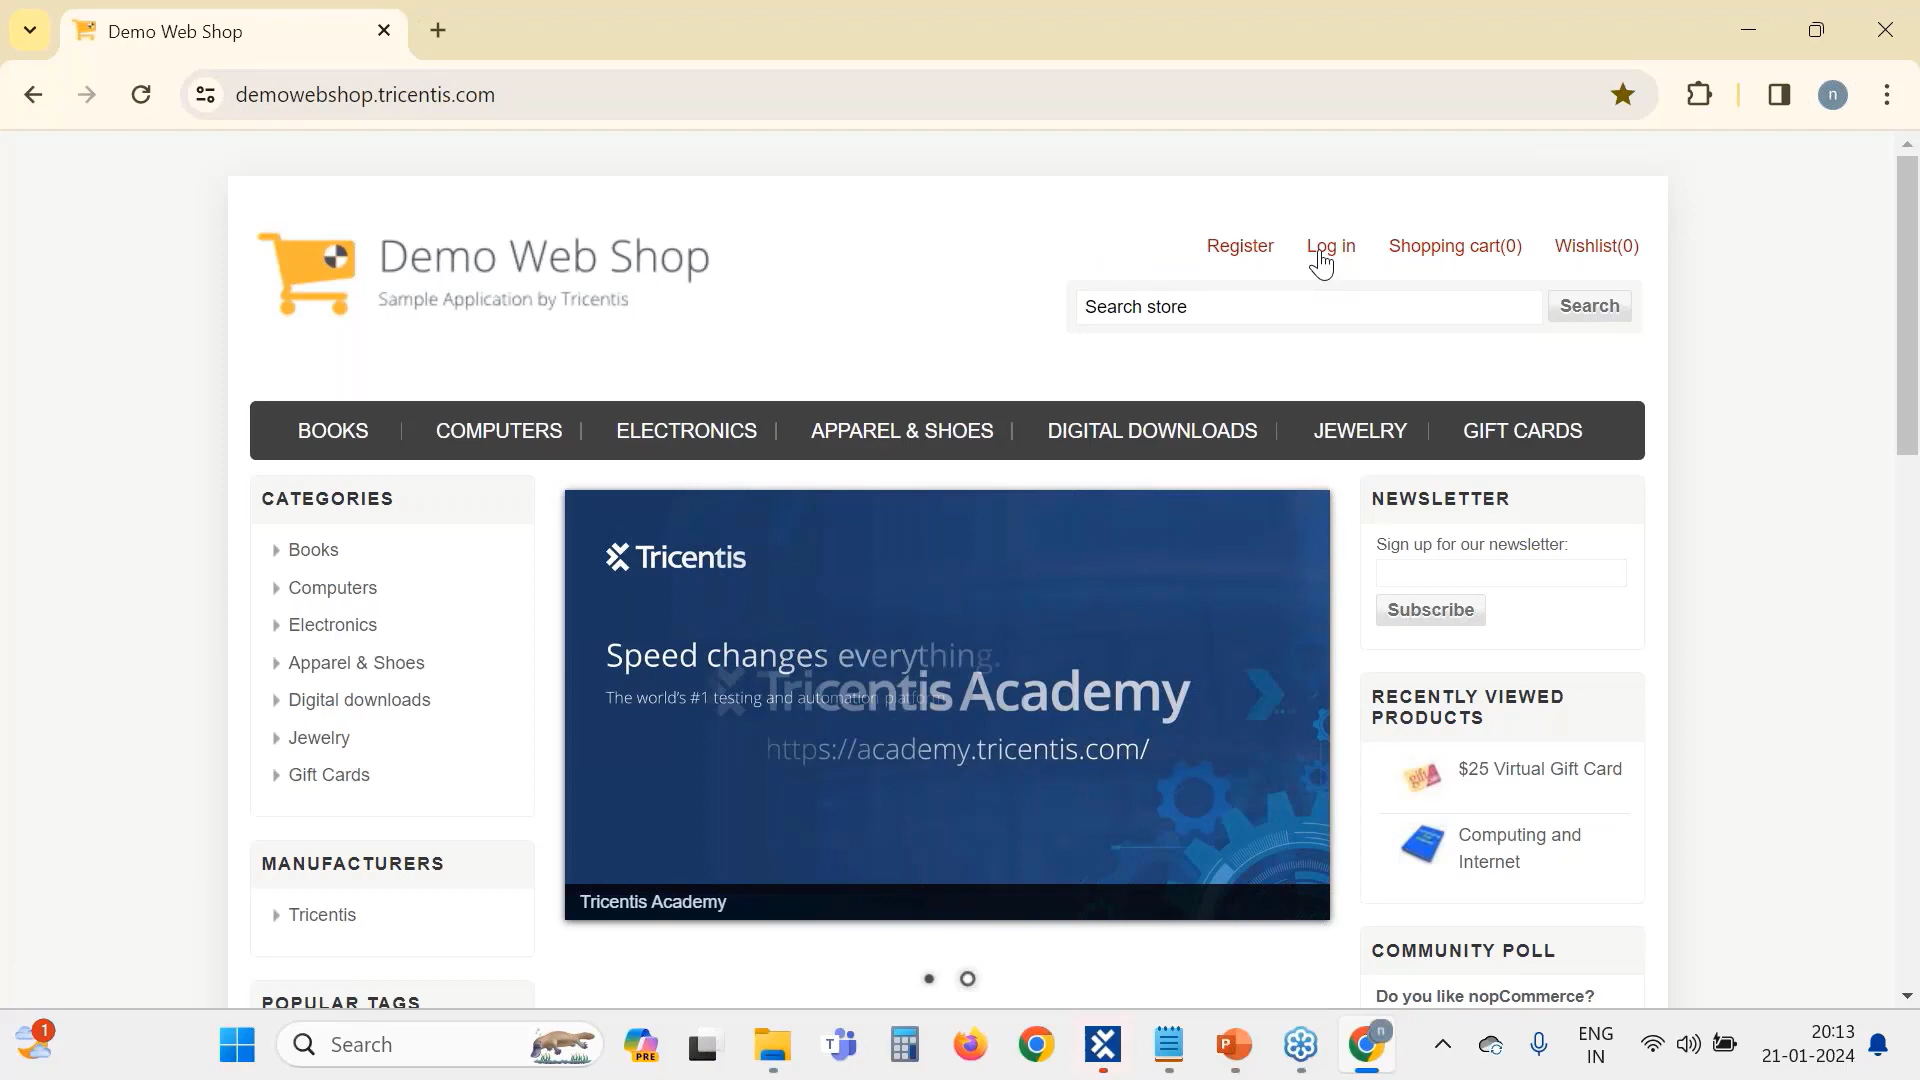 Demo Web Shop
demowebshop.tricentis.com
n
Demo Web Shop
Sample Application by Tricentis
Register Log in Shopping cart(0) Wishlist(0)
Search store Search
BOOKS COMPUTERS ELECTRONICS APPAREL & SHOES DIGITAL DOWNLOADS JEWELRY GIFT CARDS
CATEGORIES
Books
Computers
Electronics
Apparel & Shoes
Digital downloads
Jewelry
Gift Cards
MANUFACTURERS
Tricentis
POPULAR TAGS
Tricentis
Speed changes everything.
The world's #1 testing and automation platform
Tricentis Academy
https://academy.tricentis.com/
Tricentis Academy
NEWSLETTER
Sign up for our newsletter:
Subscribe
RECENTLY VIEWED
PRODUCTS
gift
$25 Virtual Gift Card
Computing and
Internet
COMMUNITY POLL
Do you like nopCommerce?
1
Search
PRE
T
P
n
ENG
IN
20:13
21-01-2024